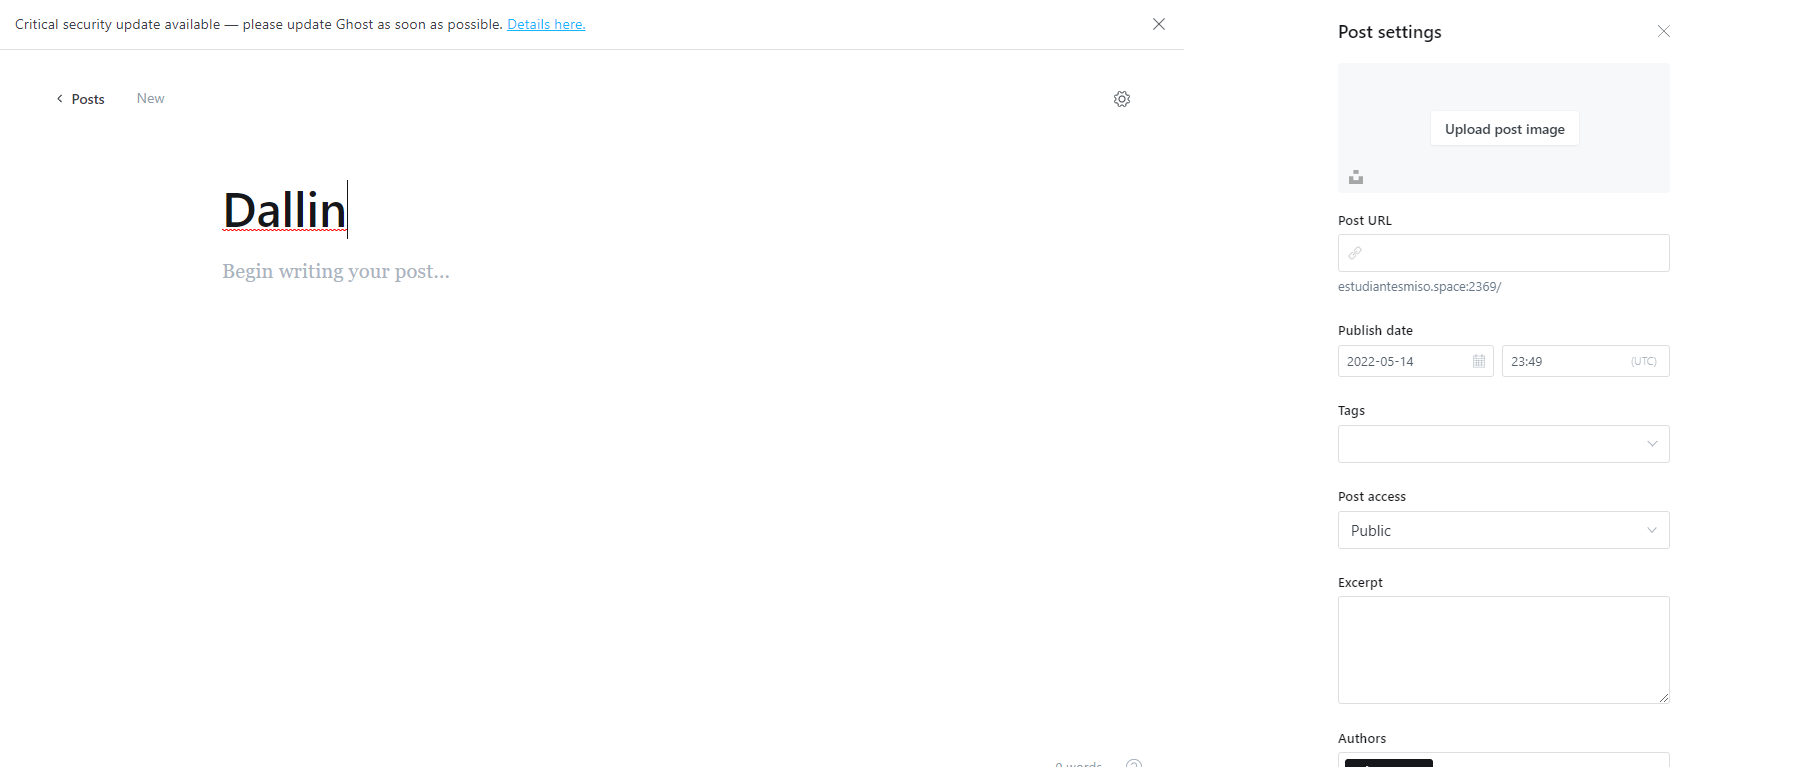 Critical security update available — please update Ghost as soon as possible. Details here.
Posts New
Dallin
Begin writing your post...
0 words
Post settings
Upload post image
Post URL
estudiantesmiso.space:2369/
Publish date
2022-05-14 23:49 (UTC)
Tags
Post access
Public
Excerpt
Authors